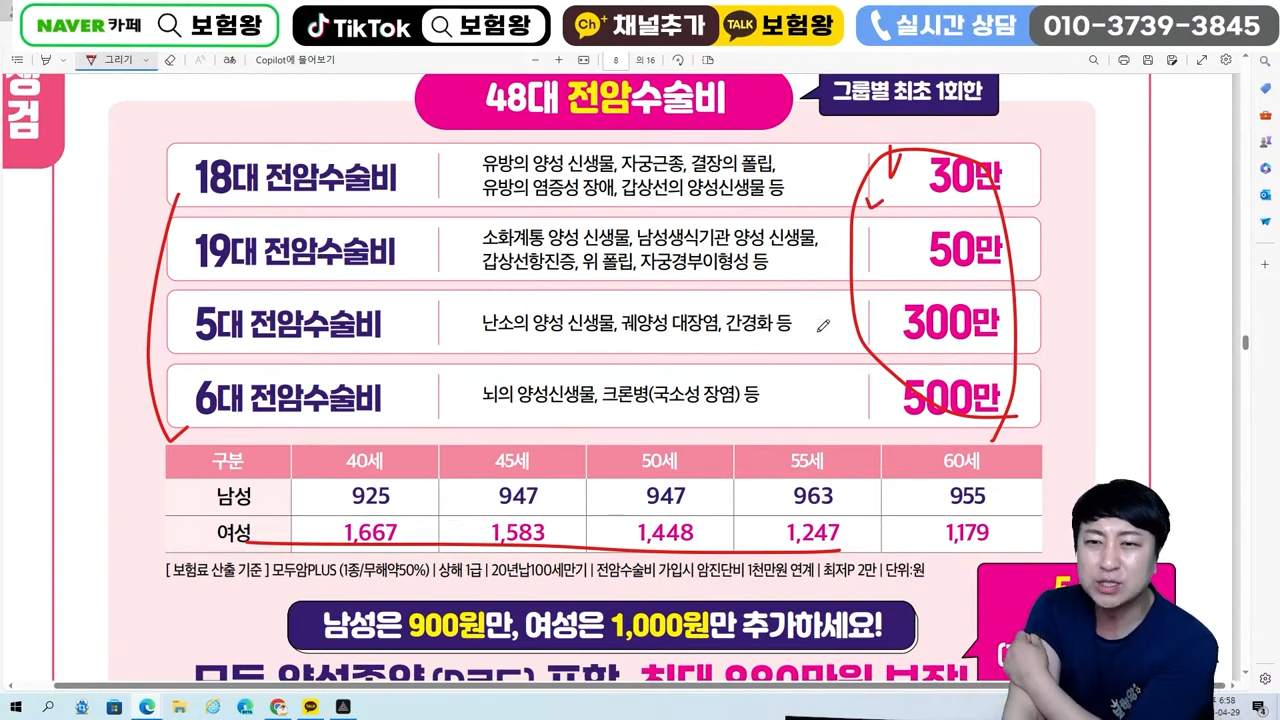 NAVER 카페 보험왕
TikTok 보험왕
Ch+ 채널추가 TALK 보험왕
실시간 상담 010-3739-3845
그리기
가あ
Copilot에 물어보기
8 의 16
검
48대 전암수술비
그룹별 최초 1회한
18대 전암수술비
유방의 양성 신생물, 자궁근종, 결장의 폴립,
유방의 염증성 장애, 갑상선의 양성신생물 등
30만
19대 전암수술비
소화계통 양성 신생물, 남성생식기관 양성 신생물,
갑상선항진증, 위 폴립, 자궁경부이형성 등
50만
5대 전암수술비
난소의 양성 신생물, 궤양성 대장염, 간경화 등
300만
6대 전암수술비
뇌의 양성신생물, 크론병(국소성 장염) 등
500만
구분 40세 45세 50세 55세 60세
남성 925 947 947 963 955
여성 1,667 1,583 1,448 1,247 1,179
[ 보험료 산출 기준 ] 모두암PLUS (1종/무해약50%) | 상해 1급 | 20년납100세만기 | 전암수술비 가입시 암진단비 1천만원 연계 | 최저P 2만 | 단위:원
남성은 900원만, 여성은 1,000원만 추가하세요!
6:58
-04-29